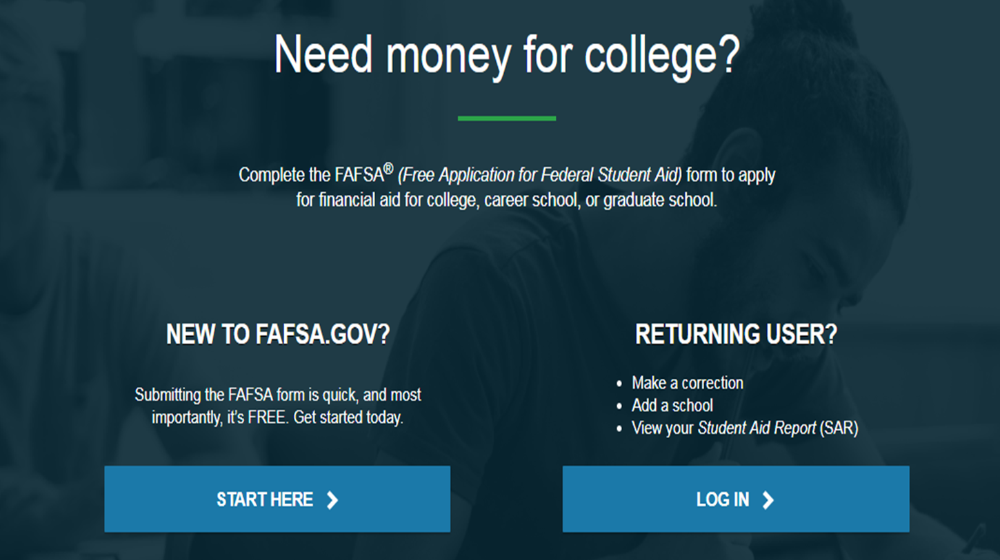 Need money for college?
Complete the FAFSA® (Free Application for Federal Student Aid) form to apply
for financial aid for college, career school, or graduate school.
NEW TO FAFSA.GOV?
Submitting the FAFSA form is quick, and most
importantly, it’s FREE. Get started today.
START HERE
RETURNING USER?
• Make a correction
• Add a school
• View your Student Aid Report (SAR)
LOG IN